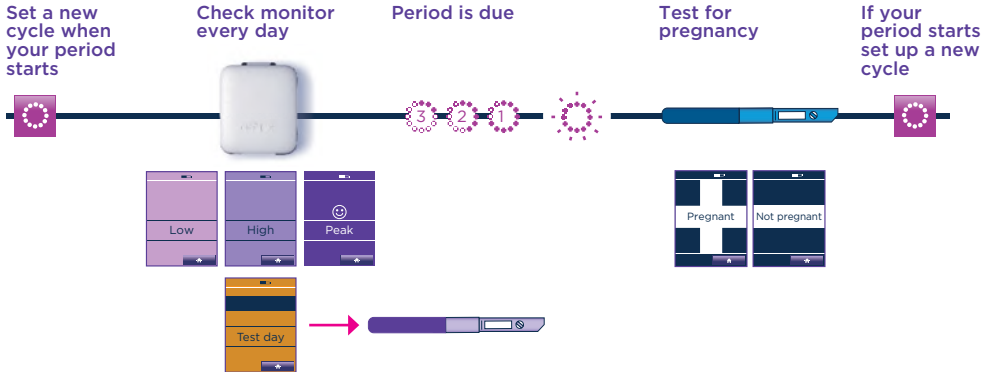 Set a new
cycle when
your period
starts
Check monitor
every day
Period is due
Test for
pregnancy
If your
period starts
set up a new
cycle
3 2 1
Low
High
Peak
Pregnant
Not pregnant
Test day